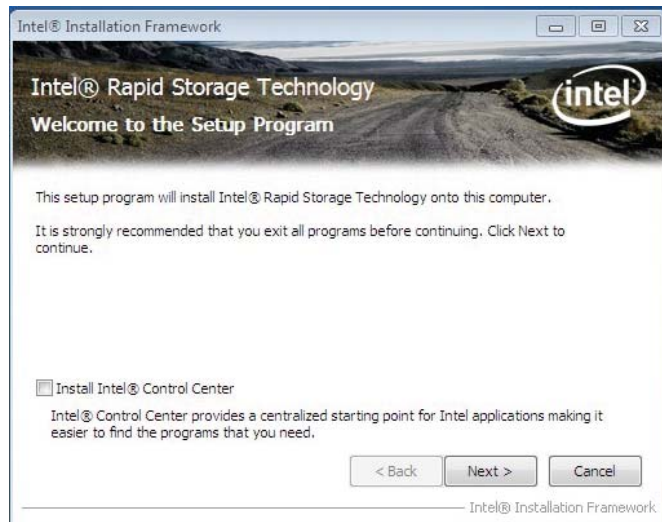 Intel® Installation Framework
Intel® Rapid Storage Technology
intel
Welcome to the Setup Program
This setup program will install Intel® Rapid Storage Technology onto this computer.
It is strongly recommended that you exit all programs before continuing. Click Next to
continue.
Install Intel® Control Center
Intel® Control Center provides a centralized starting point for Intel applications making it
easier to find the programs that you need.
< Back
Next >
Cancel
Intel® Installation Framework